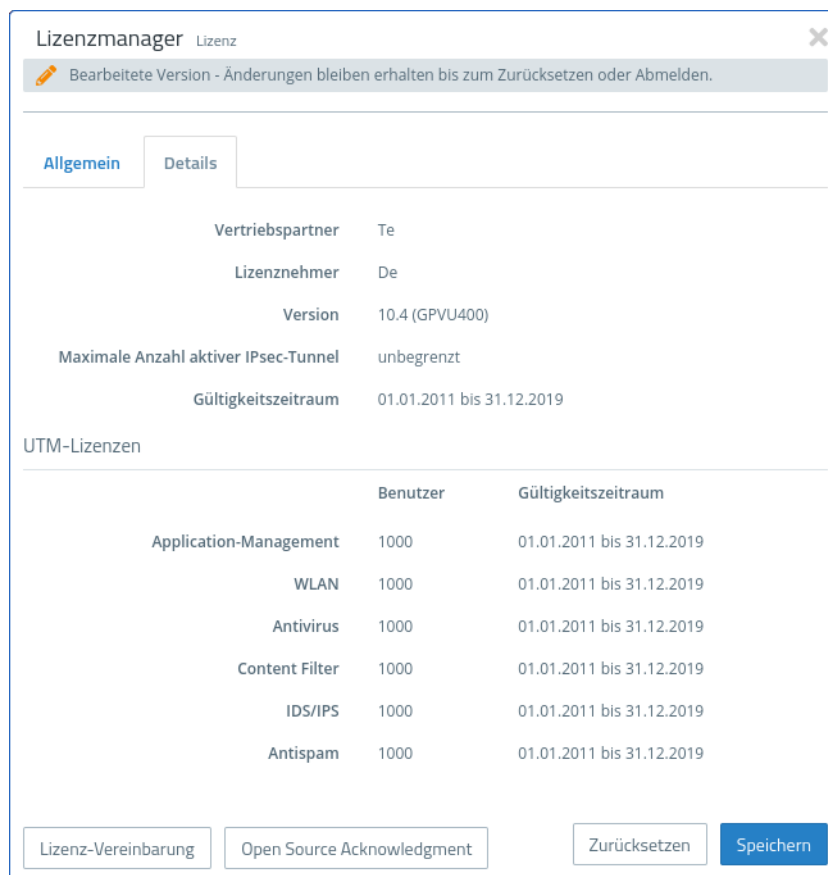 Lizenzmanager Lizenz
Bearbeitete Version - Änderungen bleiben erhalten bis zum Zurücksetzen oder Abmelden.
Allgemein Details
Vertriebspartner Te
Lizenznehmer De
Version 10.4 (GPVU400)
Maximale Anzahl aktiver IPsec-Tunnel unbegrenzt
Gültigkeitszeitraum 01.01.2011 bis 31.12.2019
UTM-Lizenzen
Benutzer Gültigkeitszeitraum
Application-Management 1000 01.01.2011 bis 31.12.2019
WLAN 1000 01.01.2011 bis 31.12.2019
Antivirus 1000 01.01.2011 bis 31.12.2019
Content Filter 1000 01.01.2011 bis 31.12.2019
IDS/IPS 1000 01.01.2011 bis 31.12.2019
Antispam 1000 01.01.2011 bis 31.12.2019
Lizenz-Vereinbarung Open Source Acknowledgment Zurücksetzen Speichern